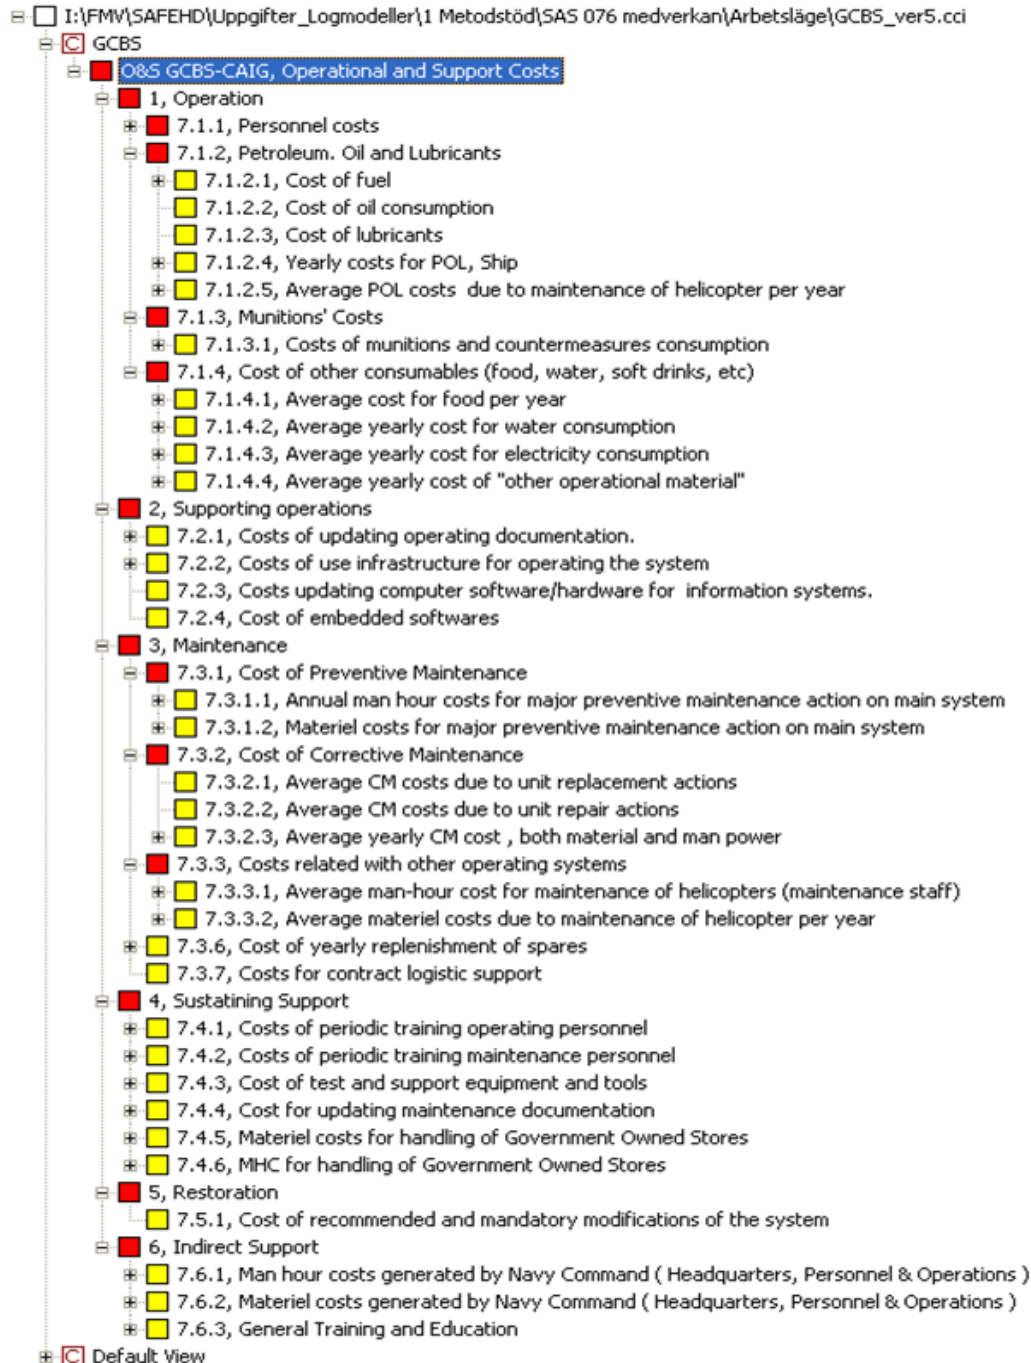 I:\FMV\SAFEHD\Uppgifter_Logmodeller\1 Metodstöd\SAS 076 medverkan\Arbetsläge\GCBS_ver5.cci
C GCBS
O&S GCBS-CAIG, Operational and Support Costs
1, Operation
7.1.1, Personnel costs
7.1.2, Petroleum. Oil and Lubricants
7.1.2.1, Cost of fuel
7.1.2.2, Cost of oil consumption
7.1.2.3, Cost of lubricants
7.1.2.4, Yearly costs for POL, Ship
7.1.2.5, Average POL costs  due to maintenance of helicopter per year
7.1.3, Munitions' Costs
7.1.3.1, Costs of munitions and countermeasures consumption
7.1.4, Cost of other consumables (food, water, soft drinks, etc)
7.1.4.1, Average cost for food per year
7.1.4.2, Average yearly cost for water consumption
7.1.4.3, Average yearly cost for electricity consumption
7.1.4.4, Average yearly cost of "other operational material"
2, Supporting operations
7.2.1, Costs of updating operating documentation.
7.2.2, Costs of use infrastructure for operating the system
7.2.3, Costs updating computer software/hardware for  information systems.
7.2.4, Cost of embedded softwares
3, Maintenance
7.3.1, Cost of Preventive Maintenance
7.3.1.1, Annual man hour costs for major preventive maintenance action on main system
7.3.1.2, Materiel costs for major preventive maintenance action on main system
7.3.2, Cost of Corrective Maintenance
7.3.2.1, Average CM costs due to unit replacement actions
7.3.2.2, Average CM costs due to unit repair actions
7.3.2.3, Average yearly CM cost , both material and man power
7.3.3, Costs related with other operating systems
7.3.3.1, Average man-hour cost for maintenance of helicopters (maintenance staff)
7.3.3.2, Average materiel costs due to maintenance of helicopter per year
7.3.6, Cost of yearly replenishment of spares
7.3.7, Costs for contract logistic support
4, Sustatining Support
7.4.1, Costs of periodic training operating personnel
7.4.2, Costs of periodic training maintenance personnel
7.4.3, Cost of test and support equipment and tools
7.4.4, Cost for updating maintenance documentation
7.4.5, Materiel costs for handling of Government Owned Stores
7.4.6, MHC for handling of Government Owned Stores
5, Restoration
7.5.1, Cost of recommended and mandatory modifications of the system
6, Indirect Support
7.6.1, Man hour costs generated by Navy Command ( Headquarters, Personnel & Operations )
7.6.2, Materiel costs generated by Navy Command ( Headquarters, Personnel & Operations )
7.6.3, General Training and Education
C Default View